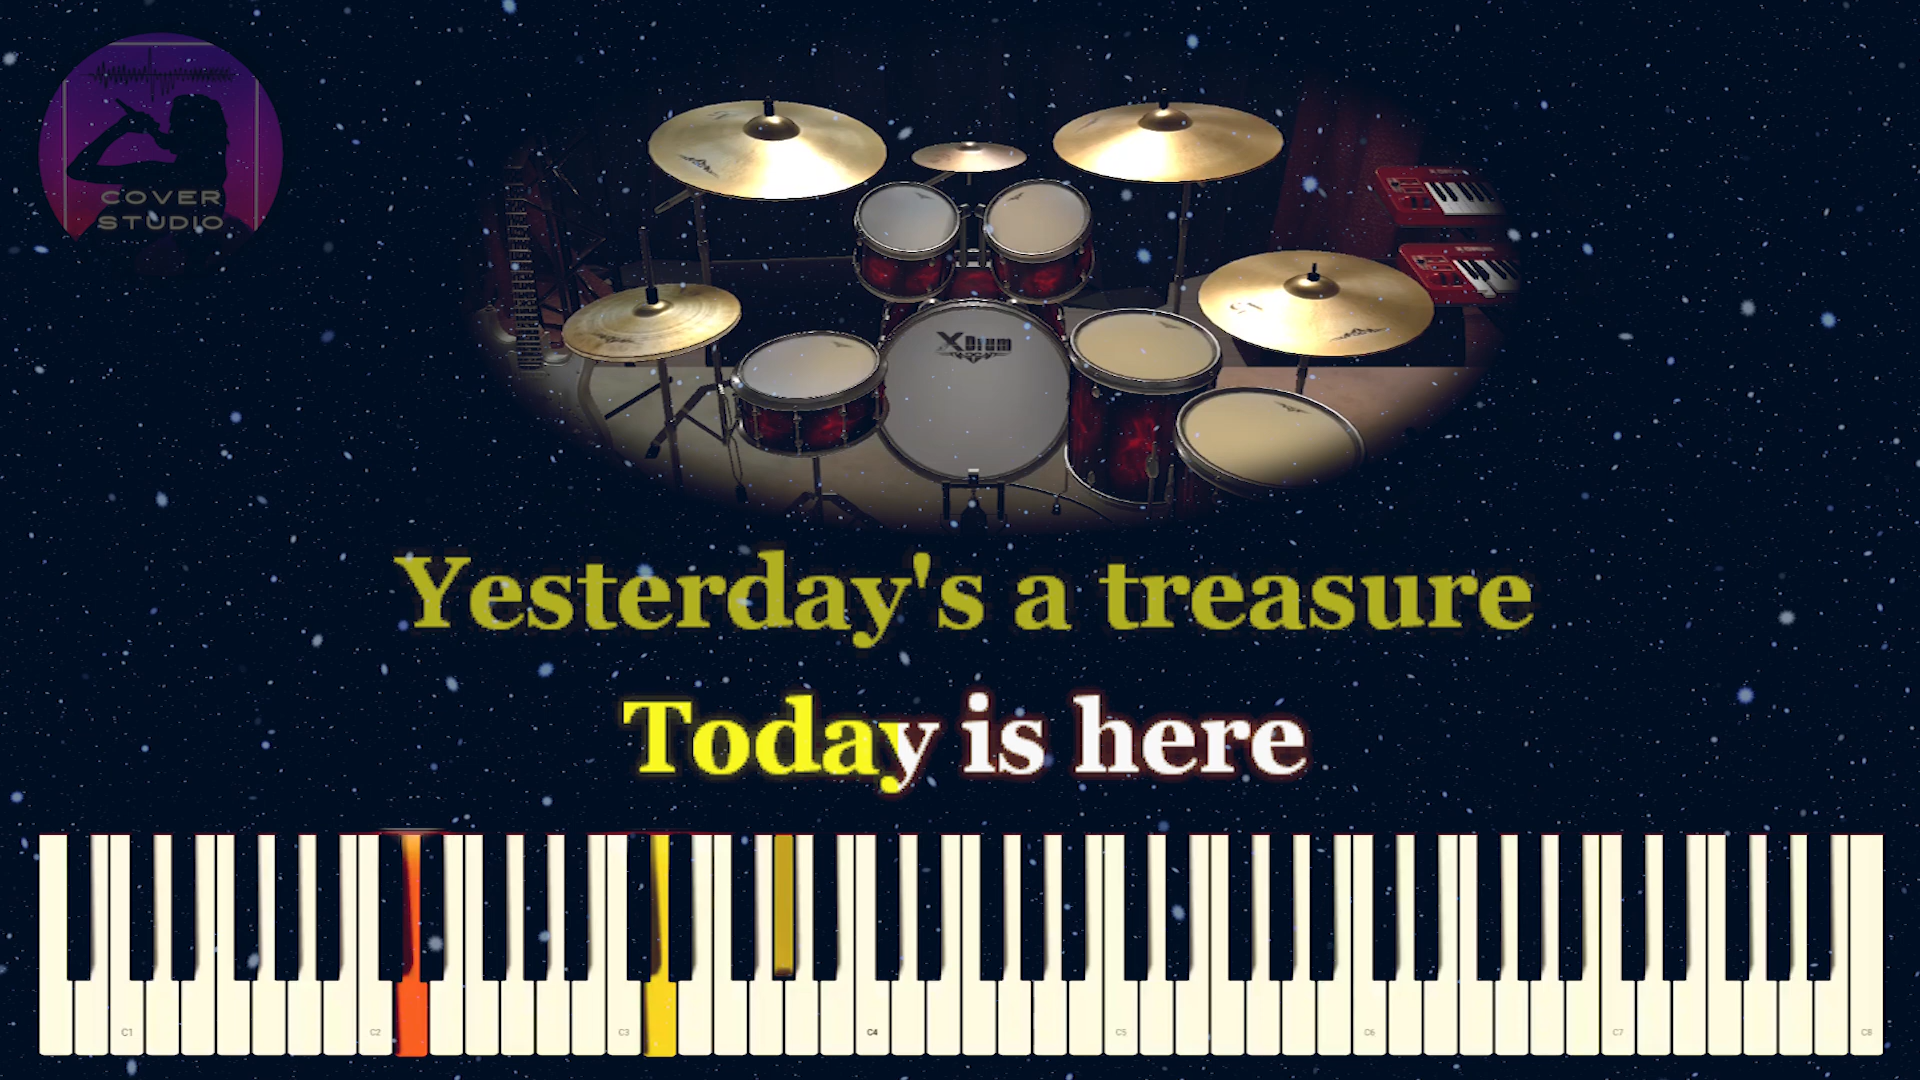 COVER
STUDIO
XDrum
Yesterday's a treasure
Today is here
C1 C2 C3 C4 C5 C6 C7 C8